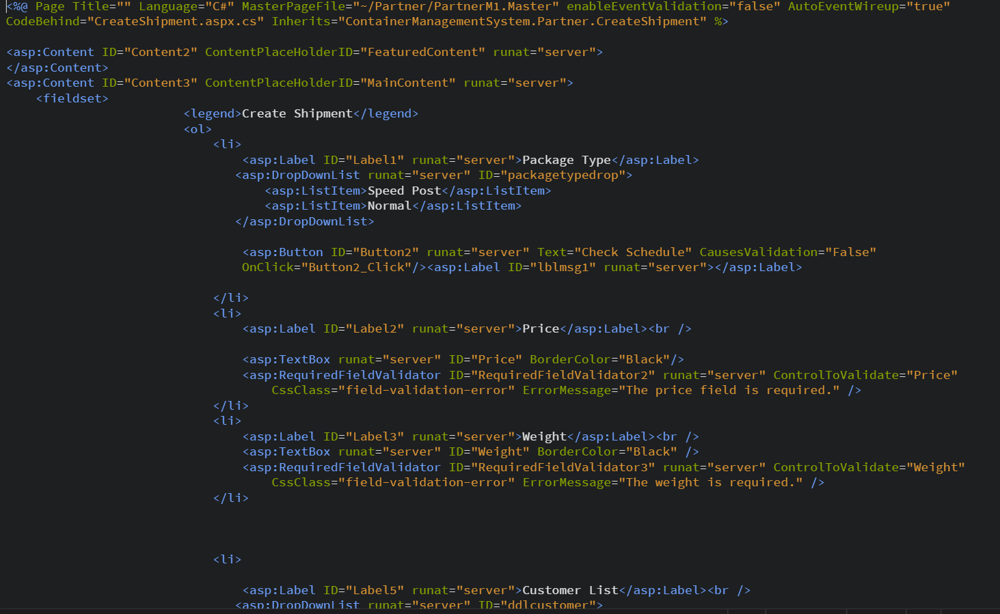 <%@ Page Title="" Language="C#" MasterPageFile="~/Partner/PartnerM1.Master" enableEventValidation="false" AutoEventWireup="true"
CodeBehind="CreateShipment.aspx.cs" Inherits="ContainerManagementSystem.Partner.CreateShipment" %>
<asp:Content ID="Content2" ContentPlaceHolderID="FeaturedContent" runat="server">
</asp:Content>
<asp:Content ID="Content3" ContentPlaceHolderID="MainContent" runat="server">
<fieldset>
<legend>Create Shipment</legend>
<ol>
<li>
<asp:Label ID="Label1" runat="server">Package Type</asp:Label>
<asp:DropDownList runat="server" ID="packagetypedrop">
<asp:ListItem>Speed Post</asp:ListItem>
<asp:ListItem>Normal</asp:ListItem>
</asp:DropDownList>
<asp:Button ID="Button2" runat="server" Text="Check Schedule" CausesValidation="False"
OnClick="Button2_Click"/><asp:Label ID="lblmsg1" runat="server"></asp:Label>
</li>
<li>
<asp:Label ID="Label2" runat="server">Price</asp:Label><br />
<asp:TextBox runat="server" ID="Price" BorderColor="Black"/>
<asp:RequiredFieldValidator ID="RequiredFieldValidator2" runat="server" ControlToValidate="Price"
CssClass="field-validation-error" ErrorMessage="The price field is required." />
</li>
<li>
<asp:Label ID="Label3" runat="server">Weight</asp:Label><br />
<asp:TextBox runat="server" ID="Weight" BorderColor="Black" />
<asp:RequiredFieldValidator ID="RequiredFieldValidator3" runat="server" ControlToValidate="Weight"
CssClass="field-validation-error" ErrorMessage="The weight is required." />
</li>
<li>
<asp:Label ID="Label5" runat="server">Customer List</asp:Label><br />
<asp:DropDownList runat="server" ID="ddlcustomer">